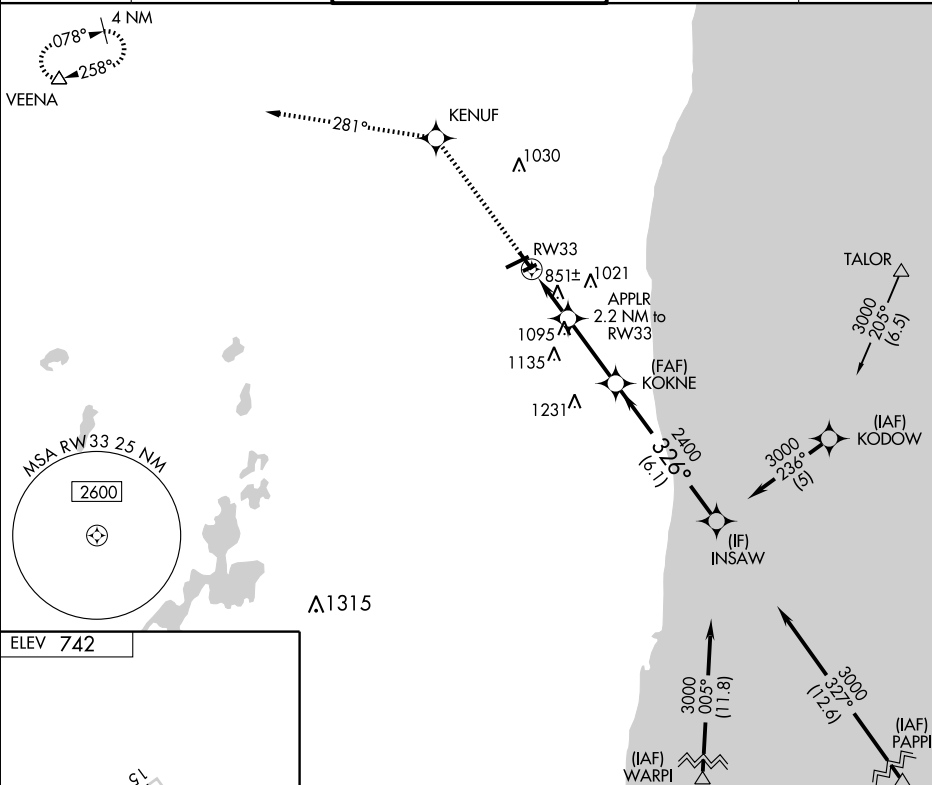 4 NM
078°
258°
VEENA
KENUF
281°
1030
RW33
851±
1021
TALOR
APPLR
2.2 NM to
RW33
3000
205°
(6.5)
1095
1135
(FAF)
KOKNE
1231
(IAF)
KODOW
2400
326°
(6.1)
3000
236°
(5)
MSA RW33 25 NM
2600
(IF)
INSAW
1315
ELEV 742
3000
005°
(11.8)
3000
327°
(12.6)
(IAF)
WARPI
(IAF)
PAPPI
15